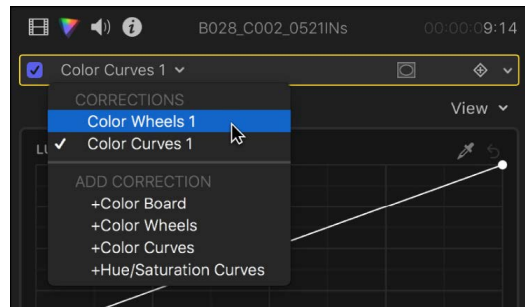 B028_C002_0521INs 00:00:09:14
Color Curves 1
CORRECTIONS
View
Color Wheels 1
Color Curves 1
ADD CORRECTION
+Color Board
+Color Wheels
+Color Curves
+Hue/Saturation Curves